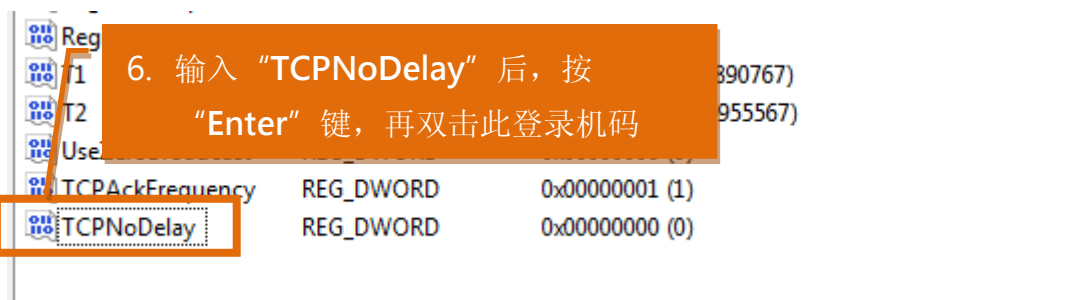 Reg
6. 输入“TCPNoDelay”后，按
“Enter”键，再双击此登录机码
T1 890767)
T2 955567)
TCPAckFrequency REG_DWORD 0x00000001 (1)
TCPNoDelay REG_DWORD 0x00000000 (0)